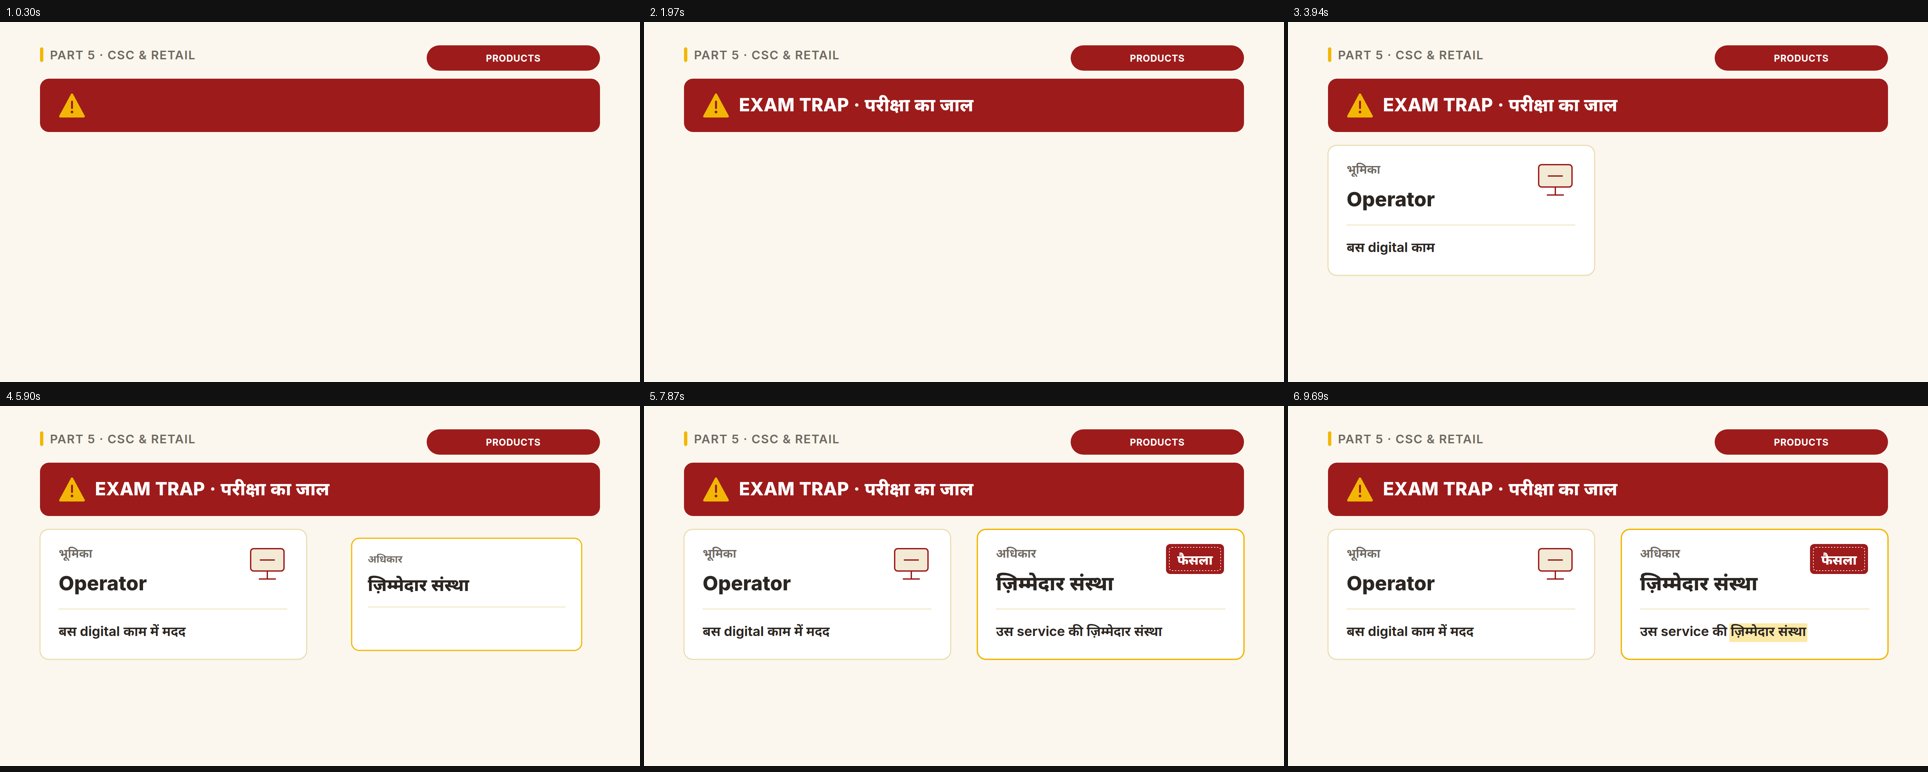 1. 0.30s
PART 5 · CSC & RETAIL
PRODUCTS
2. 1.97s
PART 5 · CSC & RETAIL
PRODUCTS
EXAM TRAP · परीक्षा का जाल
3. 3.94s
PART 5 · CSC & RETAIL
PRODUCTS
EXAM TRAP · परीक्षा का जाल
भूमिका
Operator
बस digital काम
4. 5.90s
PART 5 · CSC & RETAIL
PRODUCTS
EXAM TRAP · परीक्षा का जाल
भूमिका
Operator
बस digital काम में मदद
अधिकार
ज़िम्मेदार संस्था
5. 7.87s
PART 5 · CSC & RETAIL
PRODUCTS
EXAM TRAP · परीक्षा का जाल
भूमिका
Operator
बस digital काम में मदद
अधिकार
फैसला
ज़िम्मेदार संस्था
उस service की ज़िम्मेदार संस्था
6. 9.69s
PART 5 · CSC & RETAIL
PRODUCTS
EXAM TRAP · परीक्षा का जाल
भूमिका
Operator
बस digital काम में मदद
अधिकार
फैसला
ज़िम्मेदार संस्था
उस service की ज़िम्मेदार संस्था